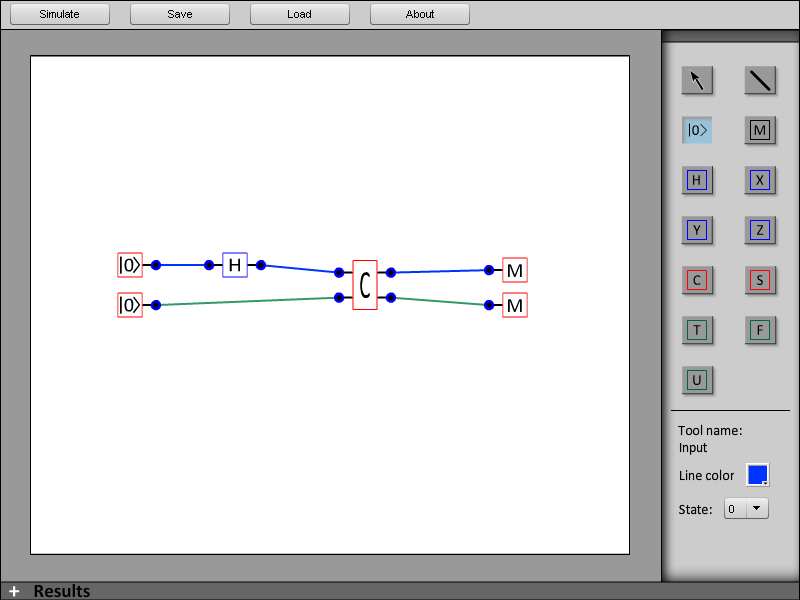 Simulate Save Load About
|0> H C M
|0> M
|0> M
H X
Y Z
C S
T F
U
Tool name:
Input
Line color
State: 0
+ Results